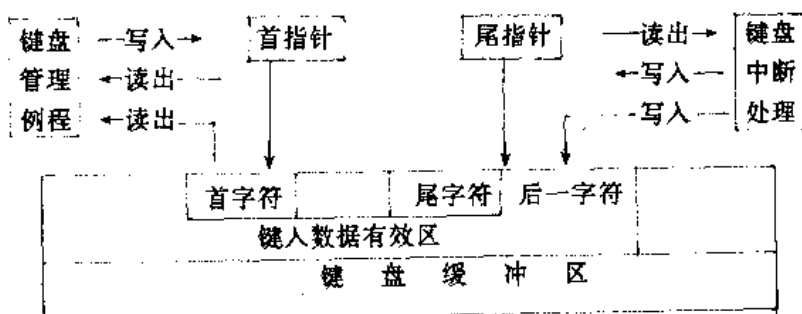 键盘 写入 首指针 尾指针 读出 键盘
管理 读出 写入 中断
例程 读出 写入 处理
首字符 尾字符 后一字符
键入数据有效区
键盘缓冲区